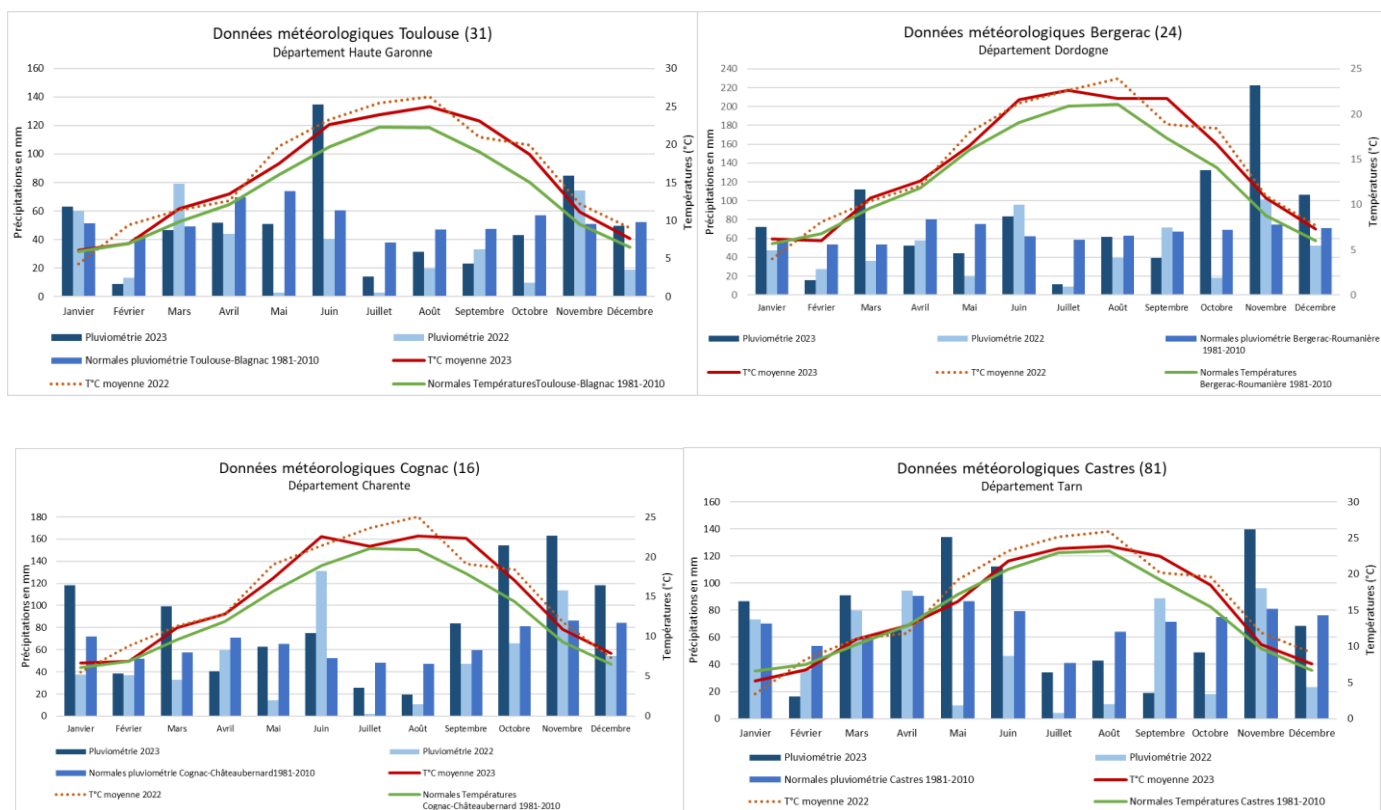 Données météorologiques Toulouse (31)
Département Haute Garonne
Précipitations en mm
160
140
120
100
80
60
40
20
0
30
25
20
15
10
5
0
Températures (°C)
Janvier Février Mars Avril Mai Juin Juillet Août Septembre Octobre Novembre Décembre
Pluviométrie 2023
Pluviométrie 2022
Normales pluviométrie Toulouse-Blagnac 1981-2010
T°C moyenne 2023
T°C moyenne 2022
Normales TempératuresToulouse-Blagnac 1981-2010
Données météorologiques Bergerac (24)
Département Dordogne
Précipitations en mm
240
220
200
180
160
140
120
100
80
60
40
20
0
25
20
15
10
5
0
Températures (°C)
Janvier Février Mars Avril Mai Juin Juillet Août Septembre Octobre Novembre Décembre
Pluviométrie 2023
Pluviométrie 2022
Normales pluviométrie Bergerac-Roumanière
1981-2010
T°C moyenne 2023
T°C moyenne 2022
Normales Températures
Bergerac-Roumanière 1981-2010
Données météorologiques Cognac (16)
Département Charente
Précipitations en mm
180
160
140
120
100
80
60
40
20
0
25
20
15
10
5
0
Températures (°C)
Janvier Février Mars Avril Mai Juin Juillet Août Septembre Octobre Novembre Décembre
Pluviométrie 2023
Pluviométrie 2022
Normales pluviométrie Cognac-Châteaubernard1981-2010
T°C moyenne 2023
T°C moyenne 2022
Normales Températures
Cognac-Châteaubernard 1981-2010
Données météorologiques Castres (81)
Département Tarn
Précipitations en mm
160
140
120
100
80
60
40
20
0
30
25
20
15
10
5
0
Températures (°C)
Janvier Février Mars Avril Mai Juin Juillet Août Septembre Octobre Novembre Décembre
Pluviométrie 2023
Pluviométrie 2022
Normales pluviométrie Castres 1981-2010
T°C moyenne 2023
T°C moyenne 2022
Normales Températures Castres 1981-2010